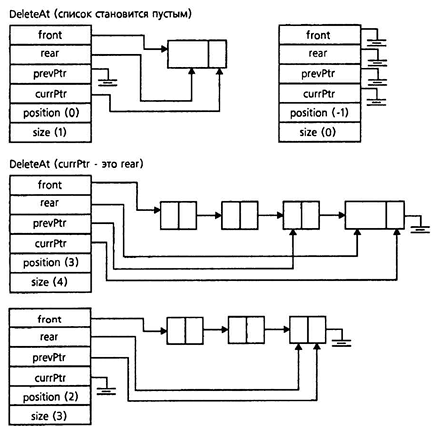 DeleteAt (список становится пустым)
front
rear
prevPtr
currPtr
position (0)
size (1)
front
rear
prevPtr
currPtr
position (-1)
size (0)
DeleteAt (currPtr - это rear)
front
rear
prevPtr
currPtr
position (3)
size (4)
front
rear
prevPtr
currPtr
position (2)
size (3)